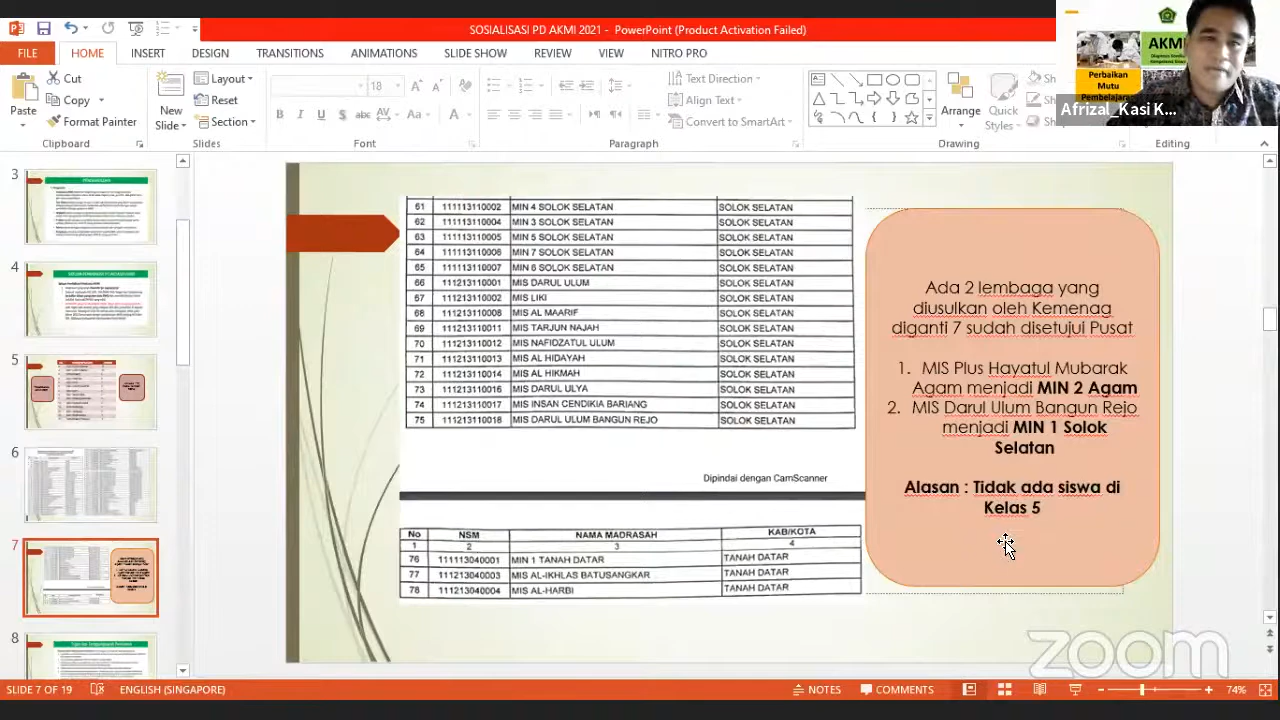 SOSIALISASI PD AKMI 2021 - PowerPoint (Product Activation Failed)
FILE HOME INSERT DESIGN TRANSITIONS ANIMATIONS SLIDE SHOW REVIEW VIEW NITRO PRO
Paste
Cut
Copy
Format Painter
Clipboard
New
Slide
Layout
Reset
Section
Slides
18
Font
Text Direction
Align Text
Convert to SmartArt
Paragraph
Arrange
Quick
Styles
Drawing
Editing
AKMI
Perbaikan
Mutu
Pembelajaran
Afrizal_Kasi K...
3
4
5
6
7
8
61 111113110002 MIN 4 SOLOK SELATAN SOLOK SELATAN
62 111113110004 MIN 3 SOLOK SELATAN SOLOK SELATAN
63 111113110005 MIN 5 SOLOK SELATAN SOLOK SELATAN
64 111113110006 MIN 7 SOLOK SELATAN SOLOK SELATAN
65 111113110007 MIN 6 SOLOK SELATAN SOLOK SELATAN
66 111213110001 MIS DARUL ULUM SOLOK SELATAN
67 111213110002 MIS LIKI SOLOK SELATAN
68 111213110008 MIS AL MAARIF SOLOK SELATAN
69 111213110011 MIS TARJUN NAJAH SOLOK SELATAN
70 111213110012 MIS NAFIDZATUL ULUM SOLOK SELATAN
71 111213110013 MIS AL HIDAYAH SOLOK SELATAN
72 111213110014 MIS AL HIKMAH SOLOK SELATAN
73 111213110016 MIS DARUL ULYA SOLOK SELATAN
74 111213110017 MIS INSAN CENDIKIA BARIANG SOLOK SELATAN
75 111213110018 MIS DARUL ULUM BANGUN REJO SOLOK SELATAN
Dipindai dengan CamScanner
No NSM NAMA MADRASAH KAB/KOTA
1 2 3 4
76 111113040001 MIN 1 TANAH DATAR TANAH DATAR
77 111213040003 MIS AL-IKHLAS BATUSANGKAR TANAH DATAR
78 111213040004 MIS AL-HARBI TANAH DATAR
Ada 2 lembaga yang
diusulkan oleh Kemenag
diganti 7 sudah disetujui Pusat
1. MIS Plus Hayatul Mubarak
Agam menjadi MIN 2 Agam
2. MIS Darul Ulum Bangun Rejo
menjadi MIN 1 Solok
Selatan
Alasan : Tidak ada siswa di
Kelas 5
zoom
SLIDE 7 OF 19 ENGLISH (SINGAPORE) NOTES COMMENTS 74%